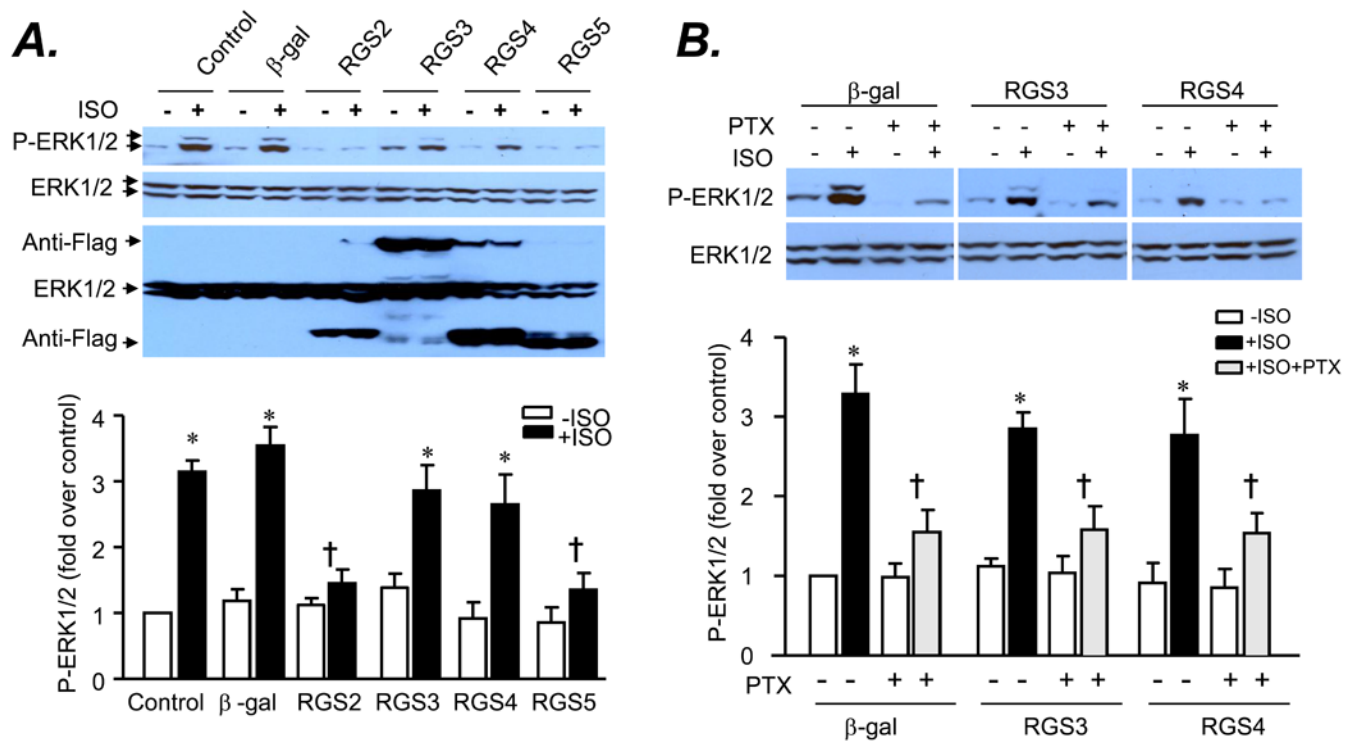 A.
Control β-gal RGS2 RGS3 RGS4 RGS5
ISO - + - + - + - + - + - +
P-ERK1/2
ERK1/2
Anti-Flag
ERK1/2
Anti-Flag
P-ERK1/2 (fold over control)
4
3
2
1
0
-ISO
+ISO
* * † * * †
Control β -gal RGS2 RGS3 RGS4 RGS5
B.
β-gal RGS3 RGS4
PTX - - + + - - + + - - + +
ISO - + - + - + - + - + - +
P-ERK1/2
ERK1/2
P-ERK1/2 (fold over control)
4
3
2
1
0
-ISO
+ISO
+ISO+PTX
* † * † * †
PTX - - + + - - + + - - + +
β-gal RGS3 RGS4